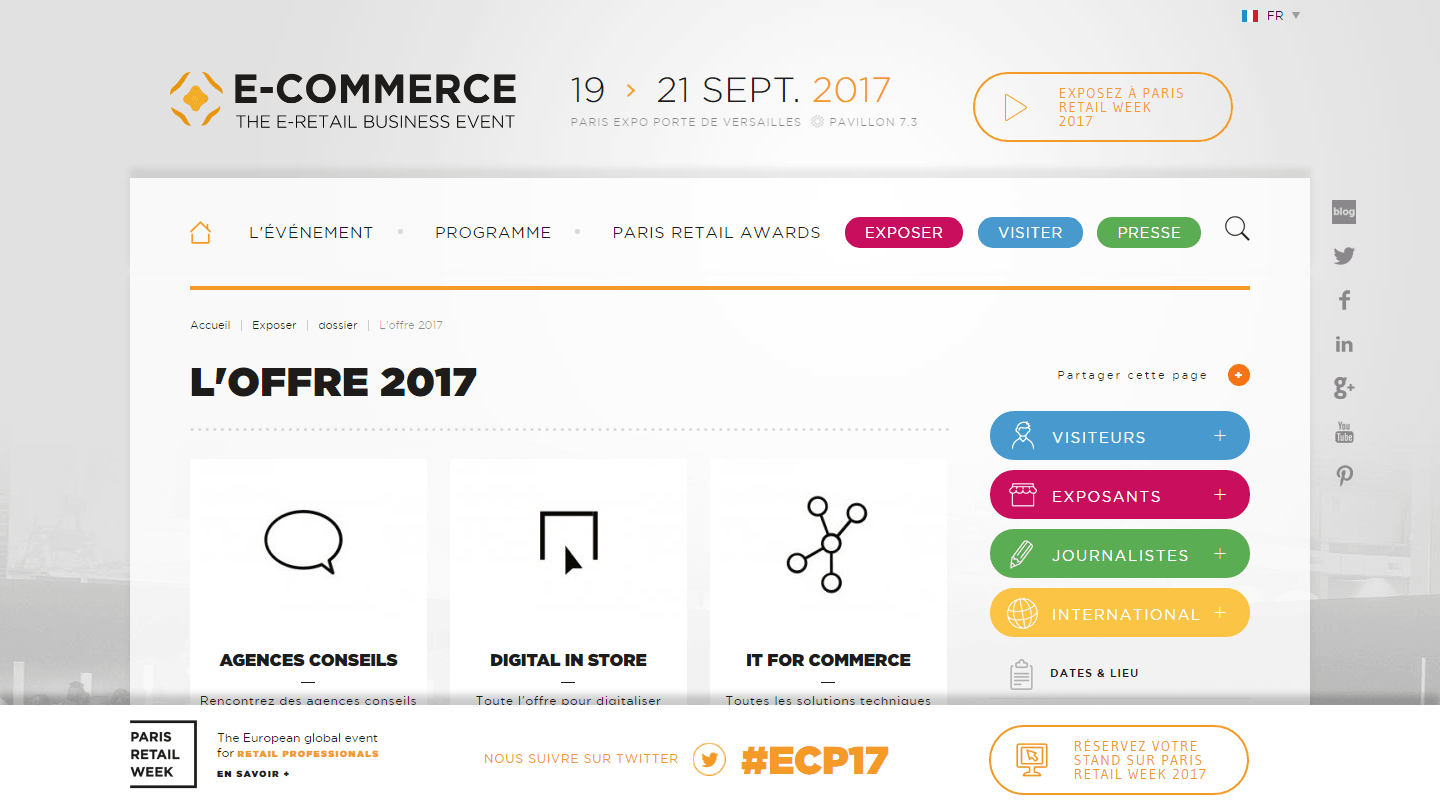 FR
E-COMMERCE
THE E-RETAIL BUSINESS EVENT
19 > 21 SEPT. 2017
PARIS EXPO PORTE DE VERSAILLES PAVILLON 7.3
EXPOSEZ À PARIS
RETAIL WEEK
2017
L'ÉVÉNEMENT • PROGRAMME • PARIS RETAIL AWARDS EXPOSER VISITER PRESSE
blog
Accueil | Exposer | dossier | L'offre 2017
L'OFFRE 2017
Partager cette page
VISITEURS +
EXPOSANTS +
JOURNALISTES +
INTERNATIONAL +
DATES & LIEU
You
Tube
AGENCES CONSEILS
Rencontrez des agences conseils
DIGITAL IN STORE
Toute l'offre pour digitaliser
IT FOR COMMERCE
Toutes les solutions techniques
PARIS
RETAIL
WEEK
The European global event
for RETAIL PROFESSIONALS
EN SAVOIR +
NOUS SUIVRE SUR TWITTER
#ECP17
RÉSERVEZ VOTRE
STAND SUR PARIS
RETAIL WEEK 2017